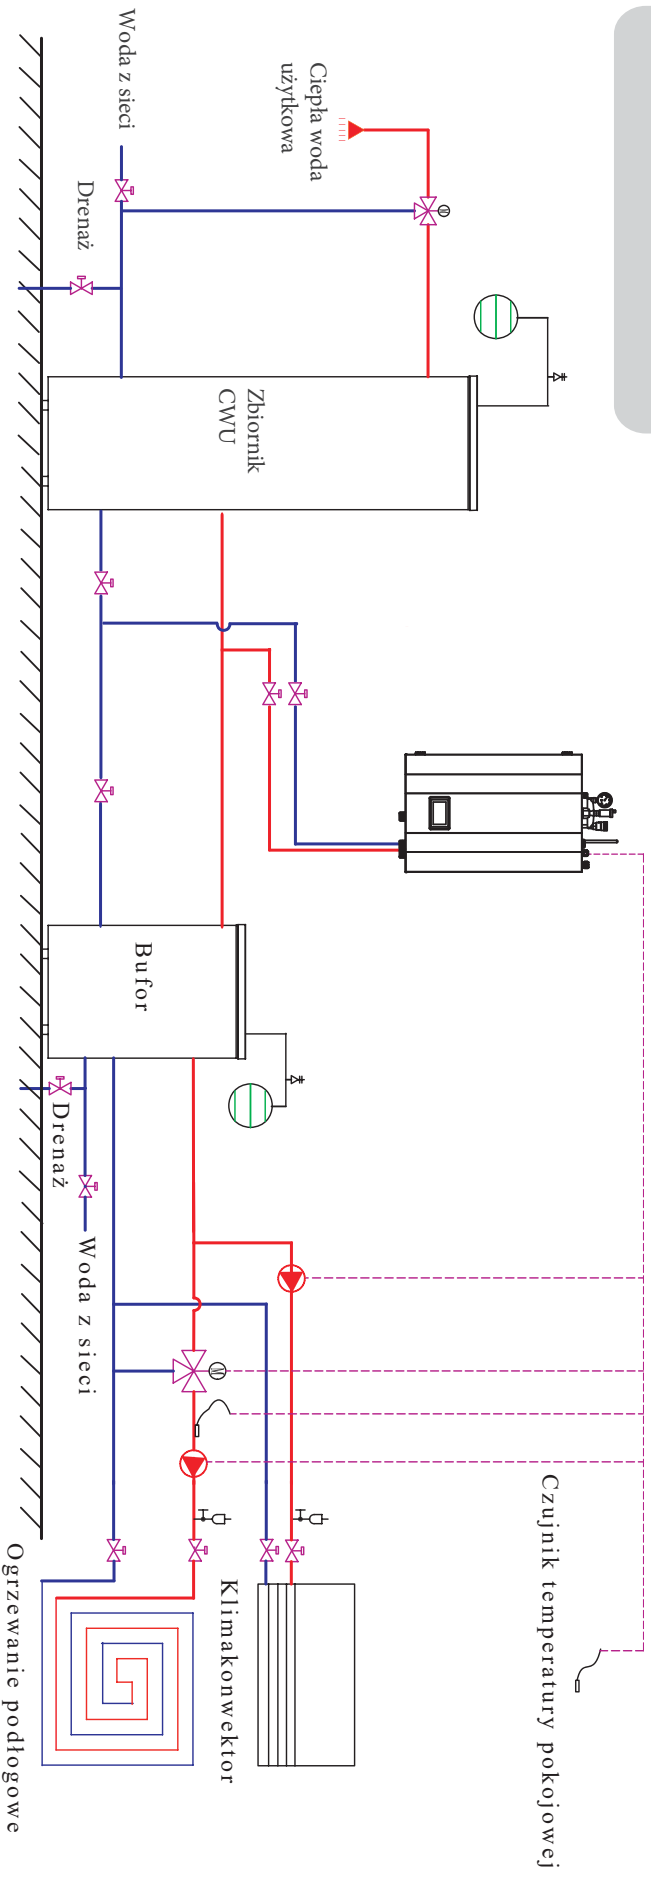 Woda z sieci
Ciepła woda
użytkowa
Drenaż
Zbiornik
CWU
Bufor
Drenaż
Woda z sieci
Czujnik temperatury pokojowej
Klimakonwektor
Ogrzewanie podłogowe